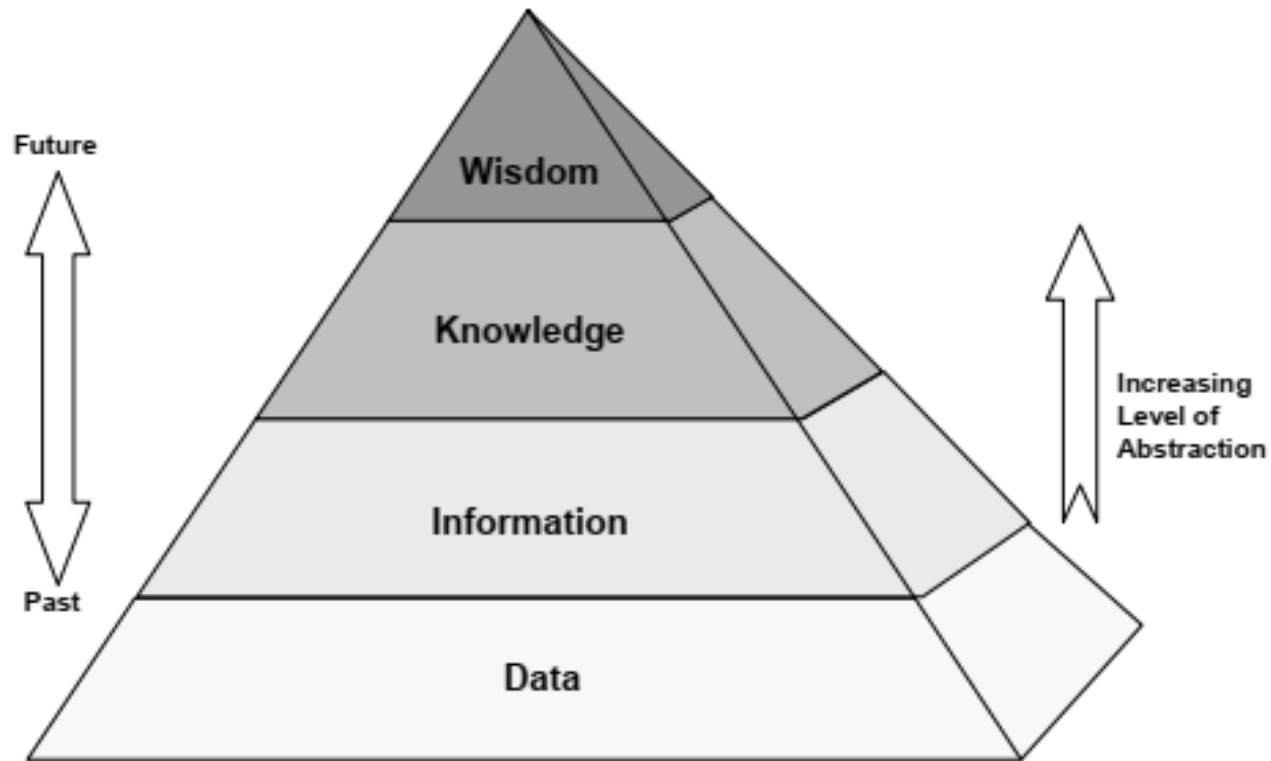 Future
Wisdom
Knowledge
Increasing
Level of
Abstraction
Information
Past
Data